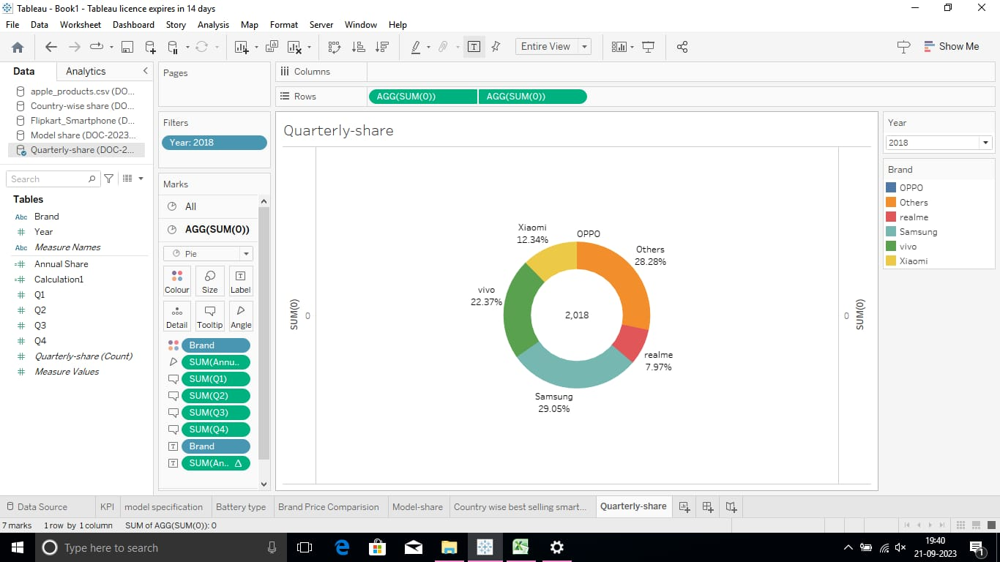 Tableau - Book1 - Tableau licence expires in 14 days
File Data Worksheet Dashboard Story Analysis Map Format Server Window Help
Entire View
Show Me
Data Analytics
apple_products.csv (DO...
Country-wise share (DO...
Flipkart_Smartphone (D...
Model share (DOC-2023...
Quarterly-share (DOC-2...
Search
Tables
Abc Brand
Year
Abc Measure Names
Annual Share
Calculation1
Q1
Q2
Q3
Q4
Quarterly-share (Count)
Measure Values
Pages
Filters
Year: 2018
Marks
All
AGG(SUM(0))
Pie
Colour Size Label
Detail Tooltip Angle
Brand
SUM(Annu..
SUM(Q1)
SUM(Q2)
SUM(Q3)
SUM(Q4)
Brand
SUM(An.. Δ
Columns
Rows AGG(SUM(0)) AGG(SUM(0))
Quarterly-share
SUM(0)
0
Xiaomi
12.34%
OPPO
Others
28.28%
vivo
22.37%
2,018
realme
7.97%
Samsung
29.05%
0
SUM(0)
Year
2018
Brand
OPPO
Others
realme
Samsung
vivo
Xiaomi
Data Source KPI model specification Battery type Brand Price Comparision Model-share Country wise best selling smart... Quarterly-share
7 marks 1 row by 1 column SUM of AGG(SUM(0)): 0
Type here to search
19:40
21-09-2023
1